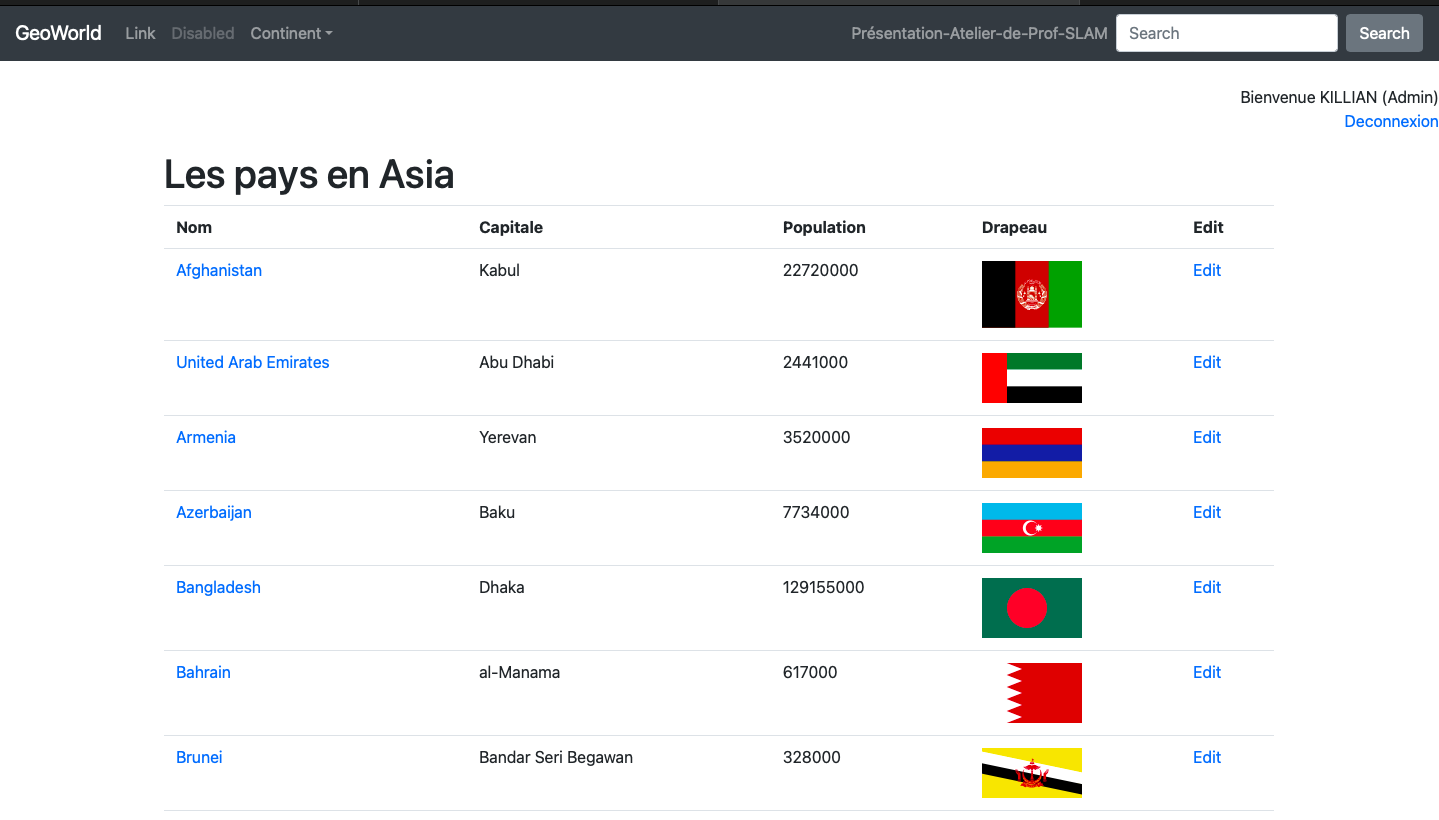 GeoWorld Link Disabled Continent Présentation-Atelier-de-Prof-SLAM Search Search
Bienvenue KILLIAN (Admin)
Deconnexion
Les pays en Asia
Nom Capitale Population Drapeau Edit
Afghanistan Kabul 22720000 Edit
United Arab Emirates Abu Dhabi 2441000 Edit
Armenia Yerevan 3520000 Edit
Azerbaijan Baku 7734000 Edit
Bangladesh Dhaka 129155000 Edit
Bahrain al-Manama 617000 Edit
Brunei Bandar Seri Begawan 328000 Edit